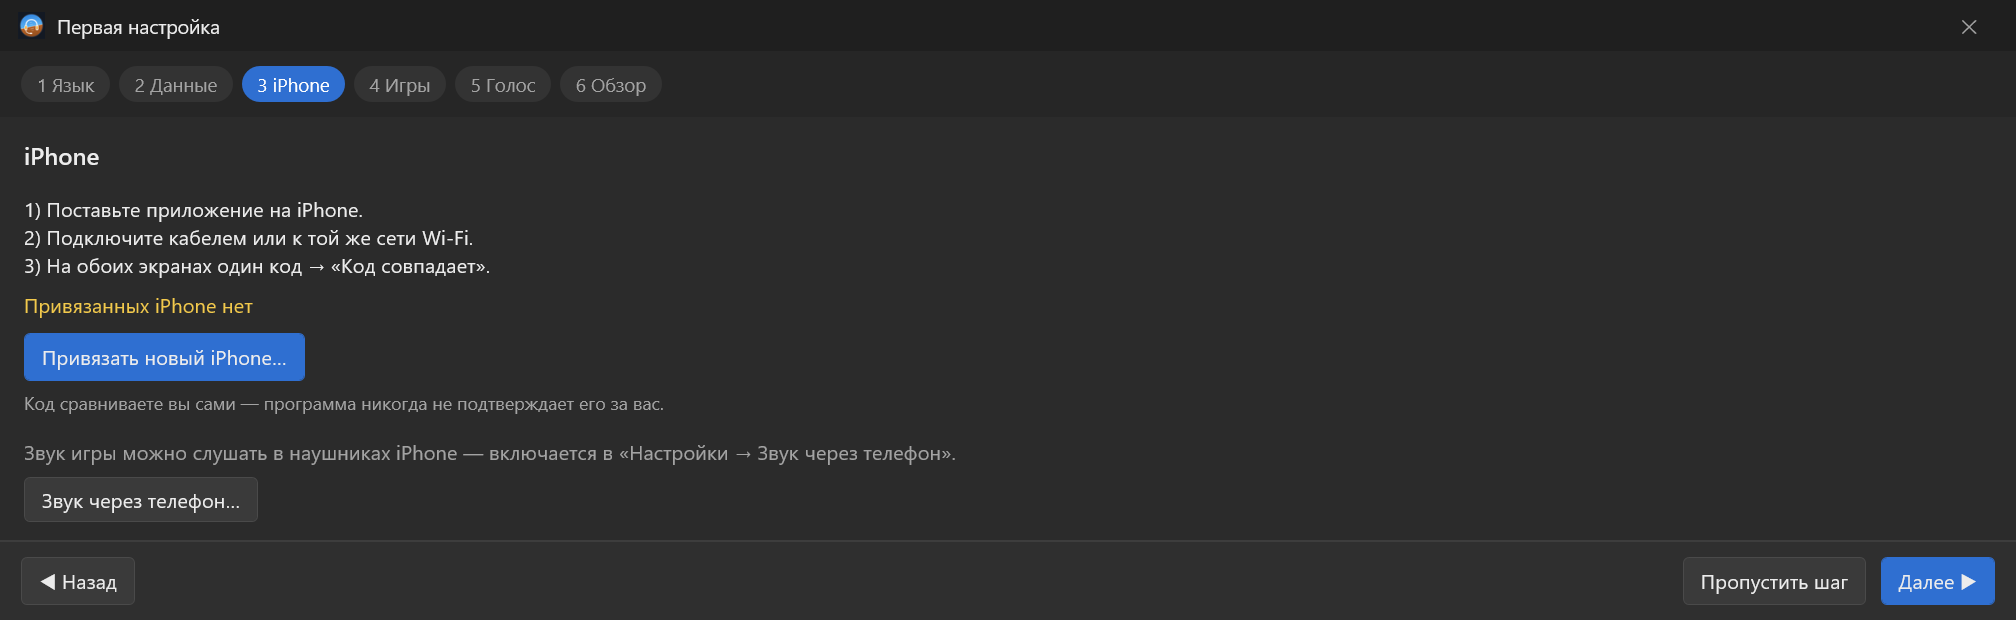 Первая настройка
1 Язык
2 Данные
3 iPhone
4 Игры
5 Голос
6 Обзор
iPhone
1) Поставьте приложение на iPhone.
2) Подключите кабелем или к той же сети Wi-Fi.
3) На обоих экранах один код → «Код совпадает».
Привязанных iPhone нет
Привязать новый iPhone...
Код сравниваете вы сами — программа никогда не подтверждает его за вас.
Звук игры можно слушать в наушниках iPhone — включается в «Настройки → Звук через телефон».
Звук через телефон...
◀ Назад
Пропустить шаг
Далее ▶